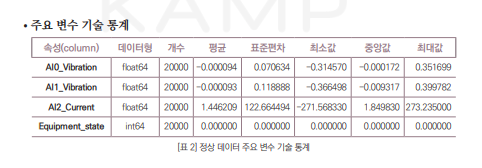 KAMP
• 주요 변수 기술 통계
속성(column) 데이터형 개수 평균 표준편차 최소값 중앙값 최대값
AI0_Vibration float64 20000 -0.000094 0.070634 -0.314570 -0.000172 0.351699
AI1_Vibration float64 20000 -0.000093 0.118888 -0.366498 -0.009317 0.399782
AI2_Current float64 20000 1.446209 122.664494 -271.568330 1.849830 273.235000
Equipment_state int64 20000 0.000000 0.000000 0.000000 0.000000 0.000000
[표 2] 정상 데이터 주요 변수 기술 통계